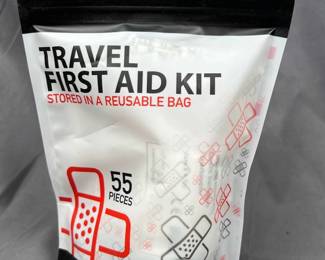 TRAVEL
FIRST AID KIT
STORED IN A REUSABLE BAG
55
PIECES